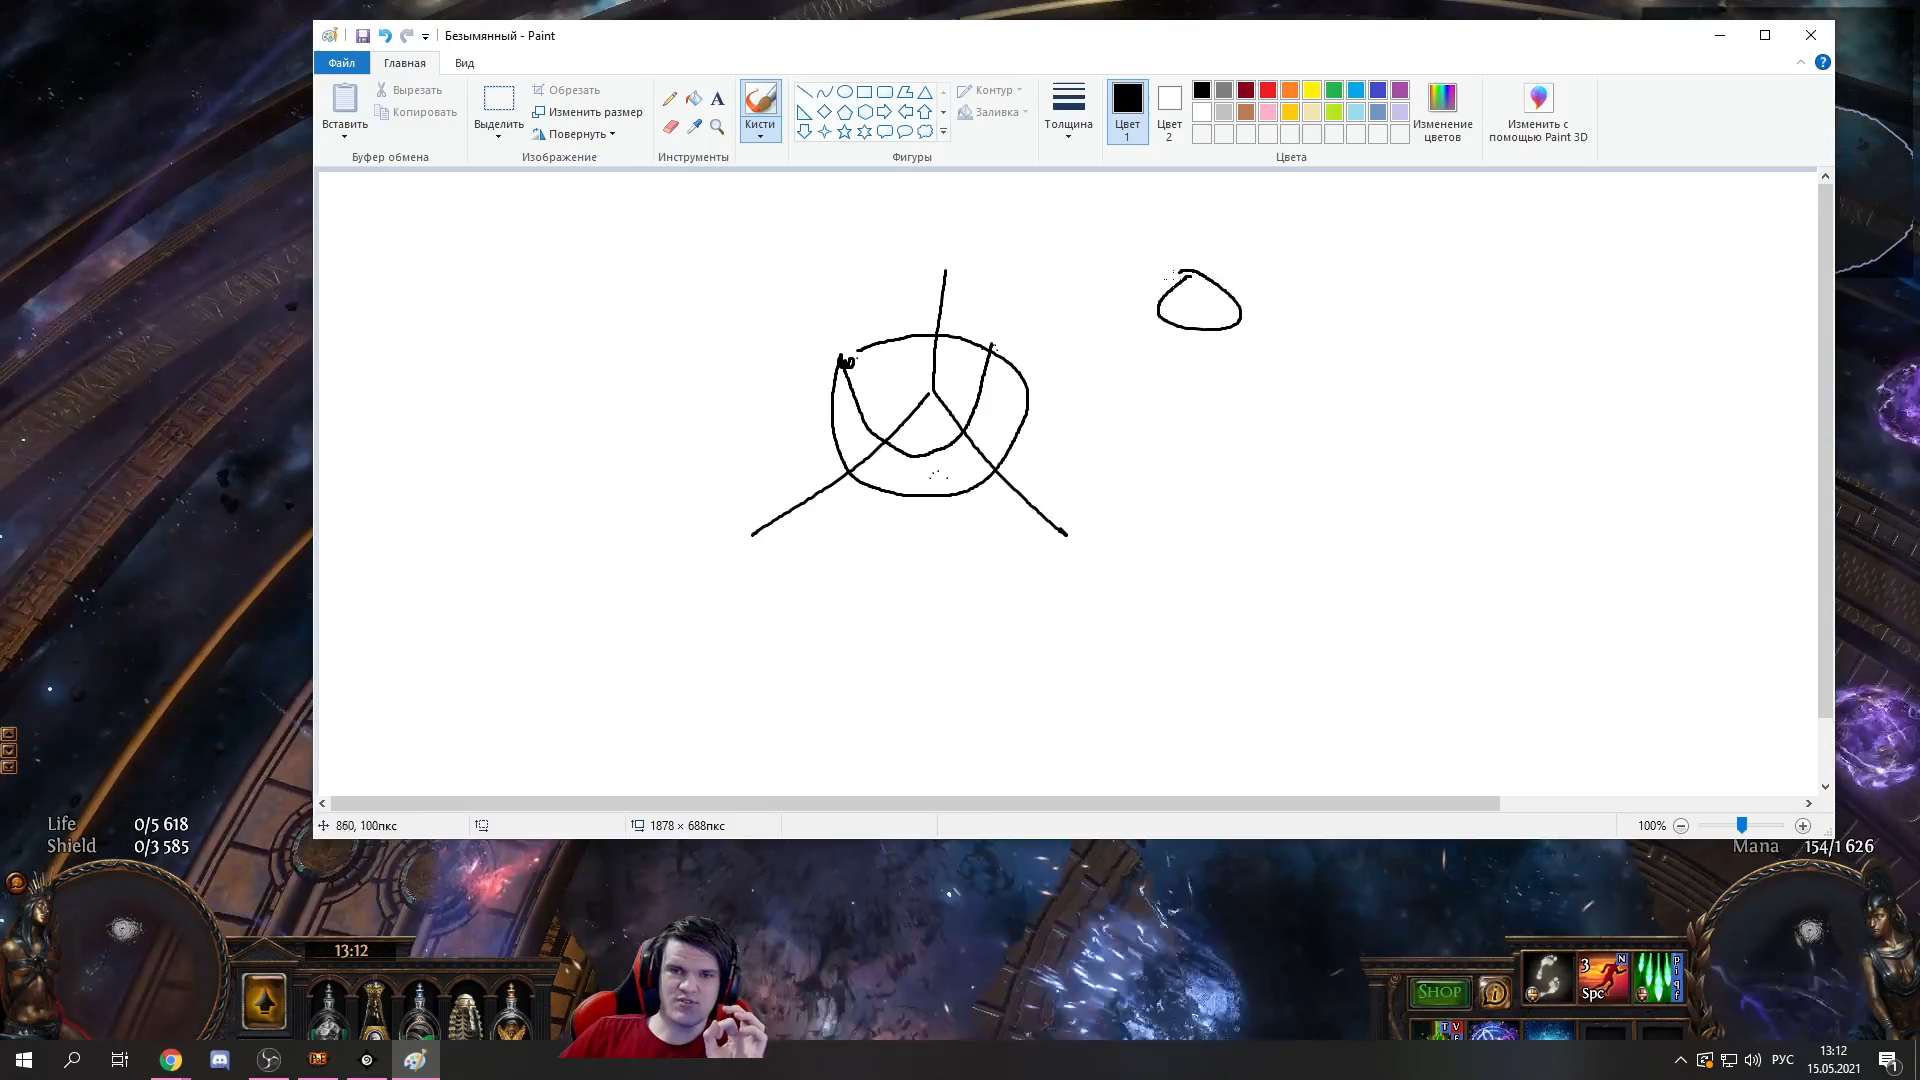 Безымянный - Paint
Файл Главная Вид
Вставить
Вырезать
Копировать
Буфер обмена
Выделить
Обрезать
Изменить размер
Повернуть
Изображение
A
Инструменты
Кисти
Фигуры
Контур
Заливка
Толщина
Цвет 1
Цвет 2
Цвета
Изменение цветов
Изменить с помощью Paint 3D
860, 100пкс
1878 × 688пкс
100%
Life 0/5 618
Shield 0/3 585
Mana 154/1 626
13:12
SHOP
3 N
Spc
P i q f
T V
PoE
РУС
13:12
15.05.2021
1